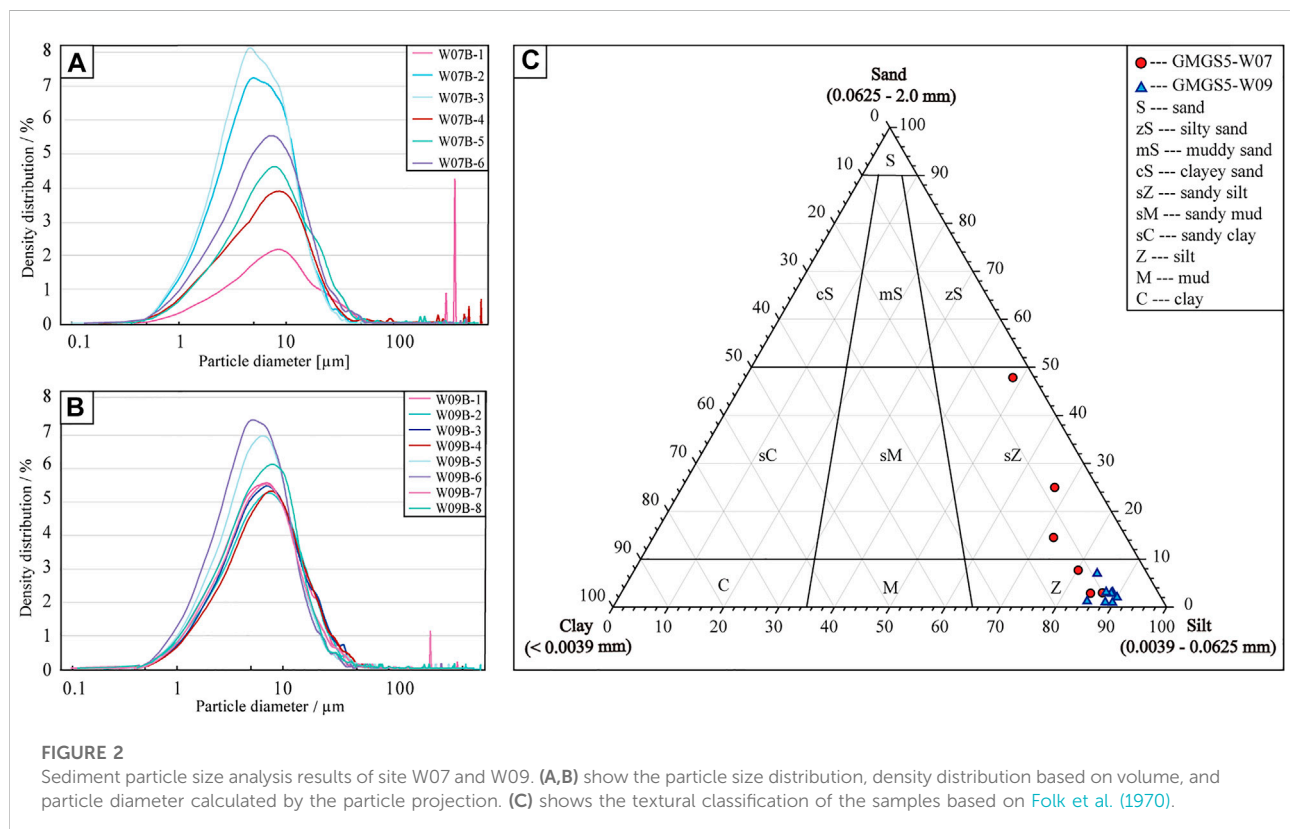 A
W07B-1
W07B-2
W07B-3
W07B-4
W07B-5
W07B-6
Density distribution / %
8
7
6
5
4
3
2
1
0
0.1 1 10 100
Particle diameter [µm]
B
W09B-1
W09B-2
W09B-3
W09B-4
W09B-5
W09B-6
W09B-7
W09B-8
Density distribution / %
8
7
6
5
4
3
2
1
0
0.1 1 10 100
Particle diameter / µm
C
Sand
(0.0625 - 2.0 mm)
0 100
10 S 90
20 80
30 70
cS mS zS
40 60
50 50
60 40
70 30
sC sM sZ
80 20
90 10
C M Z
100 0
0 10 20 30 40 50 60 70 80 90 100
Clay Silt
(< 0.0039 mm) (0.0039 - 0.0625 mm)
--- GMGS5-W07
--- GMGS5-W09
S --- sand
zS --- silty sand
mS --- muddy sand
cS --- clayey sand
sZ --- sandy silt
sM --- sandy mud
sC --- sandy clay
Z --- silt
M --- mud
C --- clay
FIGURE 2
Sediment particle size analysis results of site W07 and W09. (A,B) show the particle size distribution, density distribution based on volume, and
particle diameter calculated by the particle projection. (C) shows the textural classification of the samples based on Folk et al. (1970).